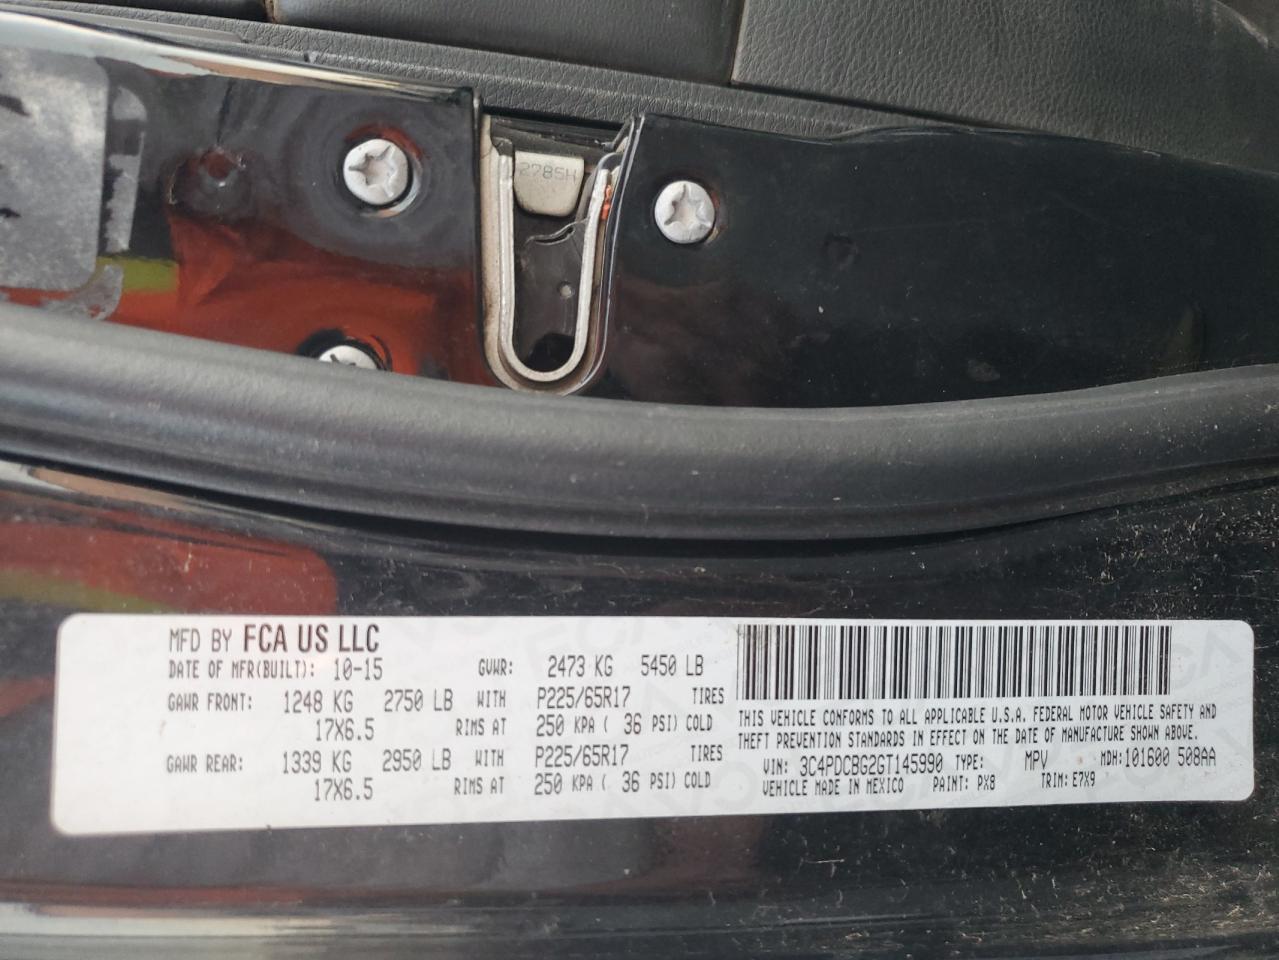 2785H
MFD BY FCA US LLC
DATE OF MFR(BUILT): 10-15 GVWR: 2473 KG 5450 LB
GAWR FRONT: 1248 KG 2750 LB WITH P225/65R17 TIRES
17X6.5 RIMS AT 250 KPA ( 36 PSI) COLD
GAWR REAR: 1339 KG 2950 LB WITH P225/65R17 TIRES
17X6.5 RIMS AT 250 KPA ( 36 PSI) COLD
THIS VEHICLE CONFORMS TO ALL APPLICABLE U.S.A. FEDERAL MOTOR VEHICLE SAFETY AND
THEFT PREVENTION STANDARDS IN EFFECT ON THE DATE OF MANUFACTURE SHOWN ABOVE.
VIN: 3C4PDCBG2GT145990 TYPE: MPV MDH: 101600 508AA
VEHICLE MADE IN MEXICO PAINT: PX8 TRIM: E7X9